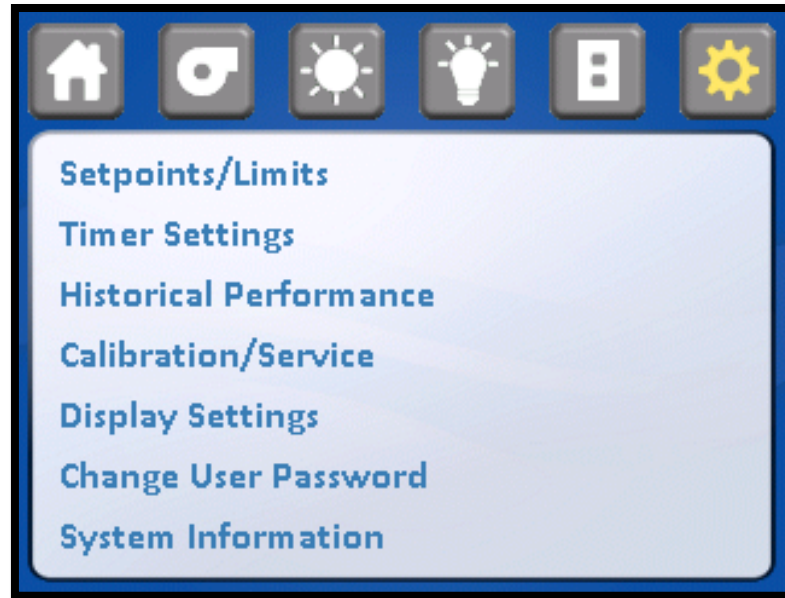 Setpoints/Limits
Timer Settings
Historical Performance
Calibration/Service
Display Settings
Change User Password
System Information